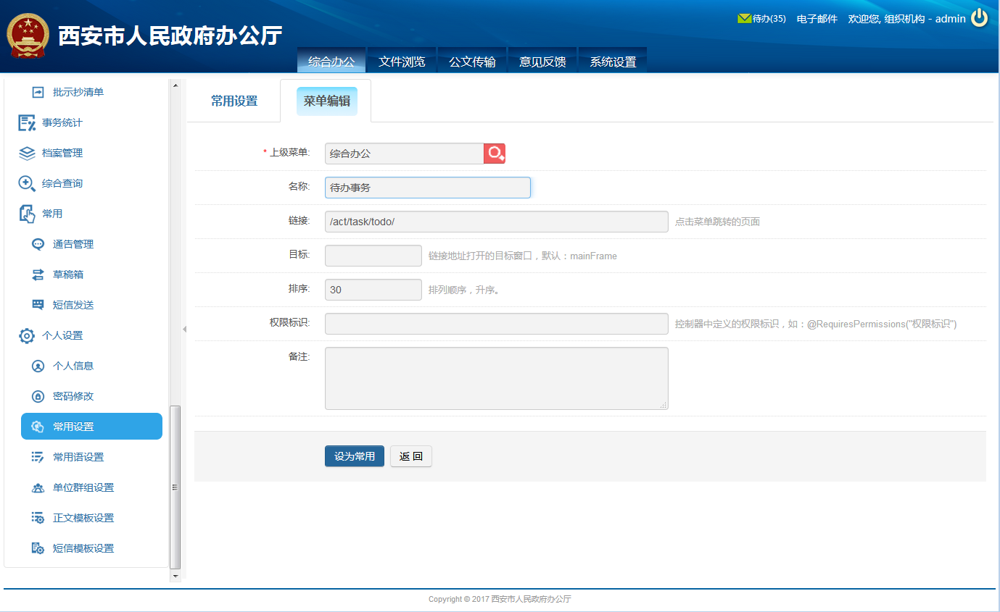 西安市人民政府办公厅
待办(35) 电子邮件 欢迎您, 组织机构 - admin
综合办公 文件浏览 公文传输 意见反馈 系统设置
批示抄清单
事务统计
档案管理
综合查询
常用
通告管理
草稿箱
短信发送
个人设置
个人信息
密码修改
常用设置
常用语设置
单位群组设置
正文模板设置
短信模板设置
常用设置 菜单编辑
* 上级菜单: 综合办公
名称: 待办事务
链接: /act/task/todo/ 点击菜单跳转的页面
目标: 链接地址打开的目标窗口，默认：mainFrame
排序: 30 排列顺序，升序。
权限标识: 控制器中定义的权限标识，如：@RequiresPermissions("权限标识")
备注:
设为常用 返 回
Copyright © 2017 西安市人民政府办公厅